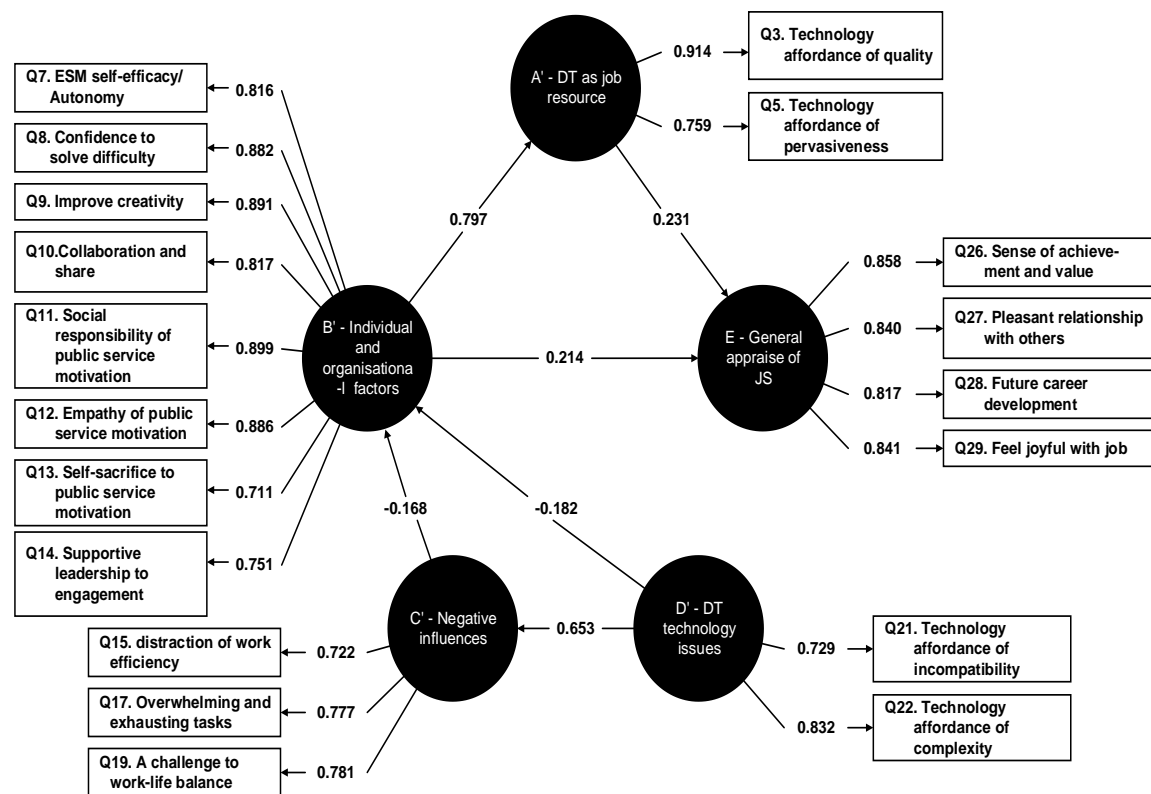 Q3. Technology
affordance of quality
0.914
A' - DT as job
resource
Q5. Technology
affordance of
pervasiveness
0.759
Q7. ESM self-efficacy/
Autonomy
0.816
Q8. Confidence to
solve difficulty
0.882
Q9. Improve creativity
0.891
Q10.Collaboration and
share
0.817
Q11. Social
responsibility of
public service
motivation
0.899
Q12. Empathy of public
service motivation
0.886
Q13. Self-sacrifice to
public service
motivation
0.711
Q14. Supportive
leadership to
engagement
0.751
B' - Individual
and
organisationa
-l factors
0.797
0.231
0.214
E - General
appraise of
JS
0.858
Q26. Sense of achieve-
ment and value
0.840
Q27. Pleasant relationship
with others
0.817
Q28. Future career
development
0.841
Q29. Feel joyful with job
-0.168
-0.182
C' - Negative
influences
0.653
D' - DT
technology
issues
Q15. distraction of work
efficiency
0.722
Q17. Overwhelming and
exhausting tasks
0.777
Q19. A challenge to
work-life balance
0.781
0.729
Q21. Technology
affordance of
incompatibility
0.832
Q22. Technology
affordance of
complexity